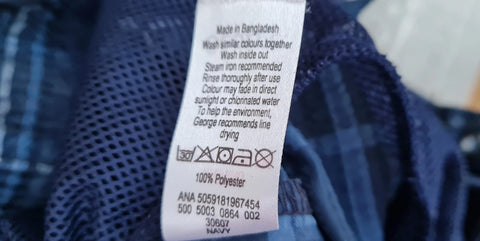 Made in Bangladesh
Wash similar colours together
Wash inside out
Steam iron recommended
Rinse thoroughly after use
Colour may fade in direct
sunlight or chlorinated water
To help the environment,
George recommends line
drying
30
100% Polyester
ANA 5059181967454
500 5003 0864 002
30607
NAVY